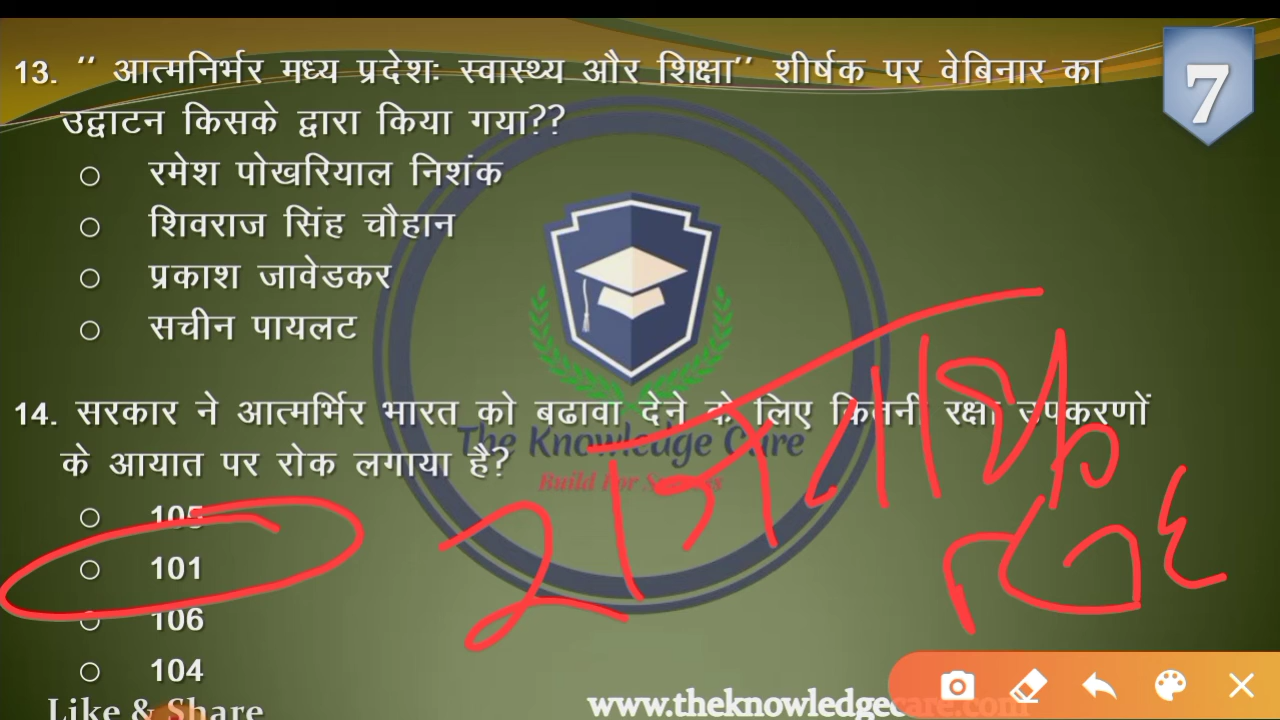 7
13. ‘‘ आत्मनिर्भर मध्य प्रदेशः स्वास्थ्य और शिक्षा’’ शीर्षक पर वेबिनार का
उद्घाटन किसके द्वारा किया गया??
○ रमेश पोखरियाल निशंक
○ शिवराज सिंह चौहान
○ प्रकाश जावेडकर
○ सचीन पायलट
14. सरकार ने आत्मर्भिर भारत को बढावा देने के लिए कितनी रक्षा उपकरणों
के आयात पर रोक लगाया है?
○ 105
○ 101
○ 106
○ 104
The Knowledge Care
Build For Success
Like & Share
www.theknowledgecare.com